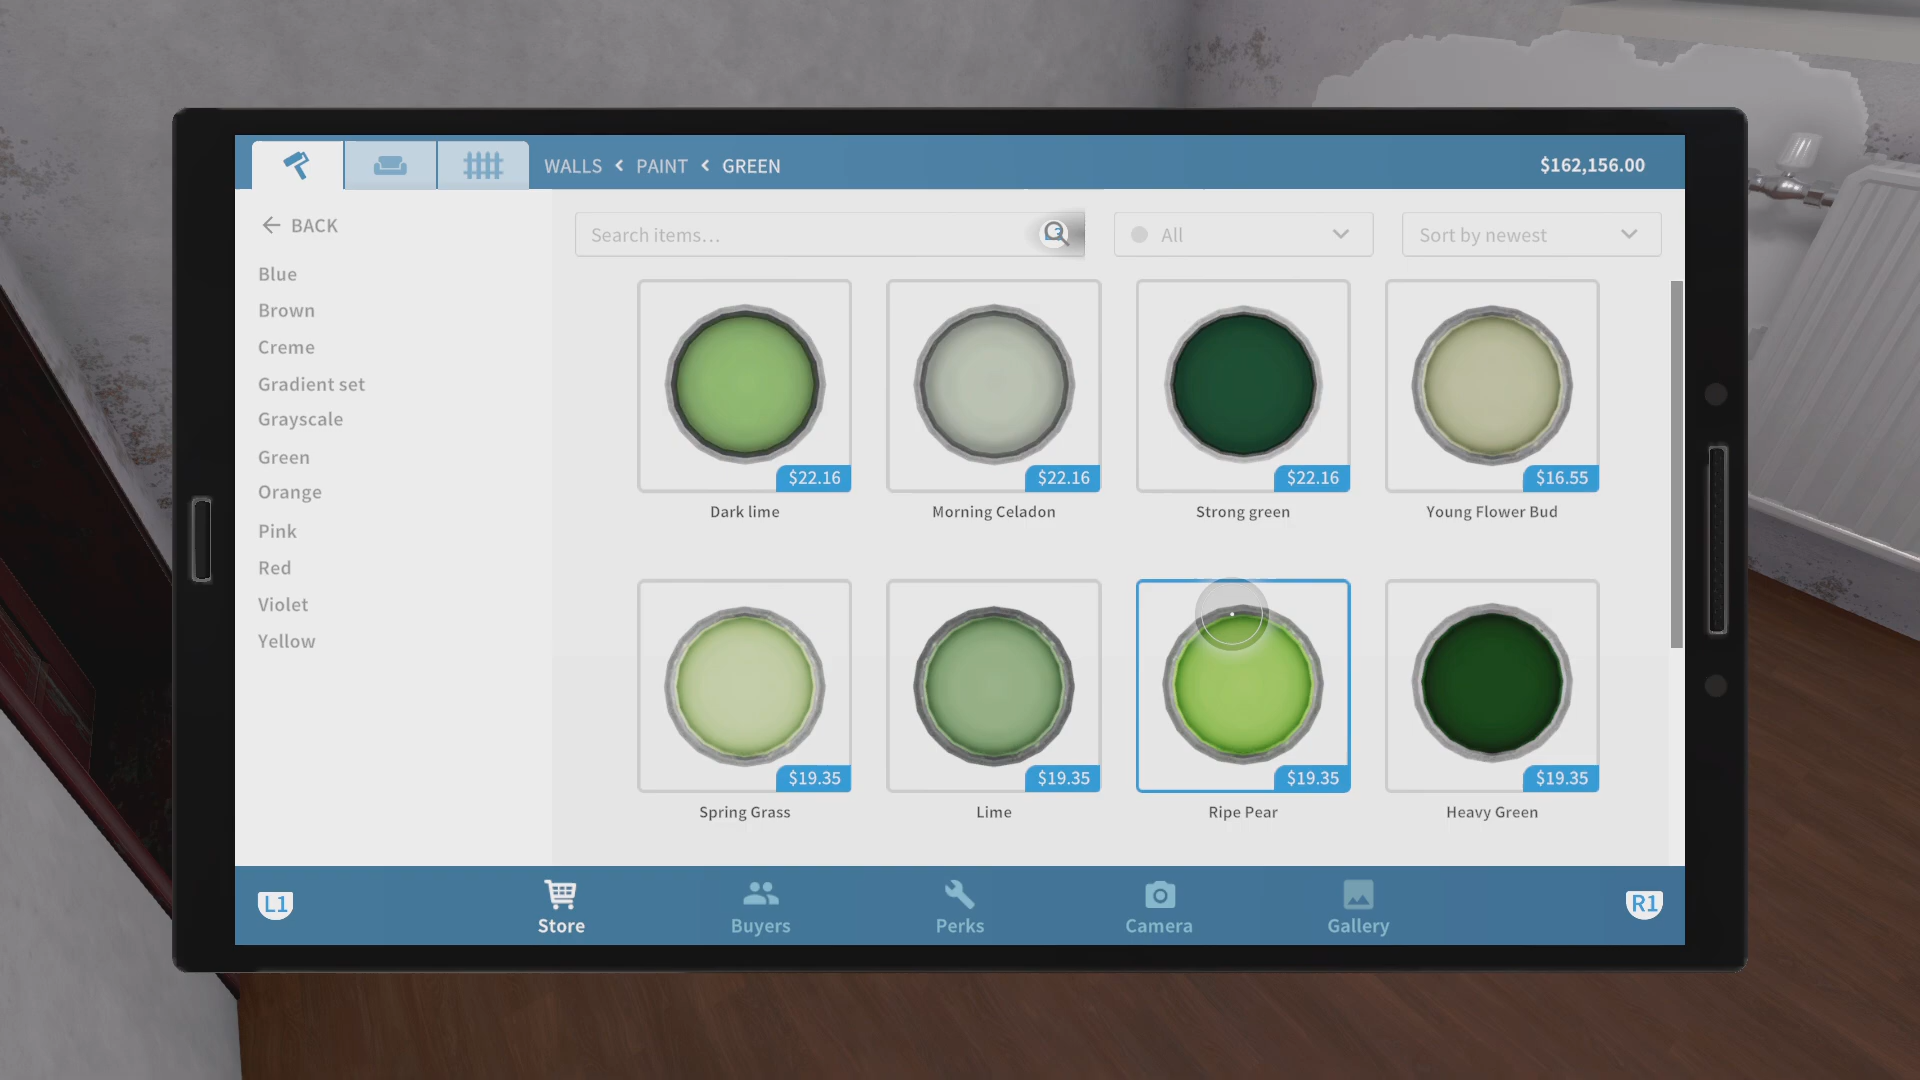 WALLS < PAINT < GREEN
$162,156.00
BACK
Search items...
All
Sort by newest
Blue
Brown
Creme
Gradient set
Grayscale
Green
Orange
Pink
Red
Violet
Yellow
$22.16
$22.16
$22.16
$16.55
Dark lime
Morning Celadon
Strong green
Young Flower Bud
$19.35
$19.35
$19.35
$19.35
Spring Grass
Lime
Ripe Pear
Heavy Green
L1
Store
Buyers
Perks
Camera
Gallery
R1